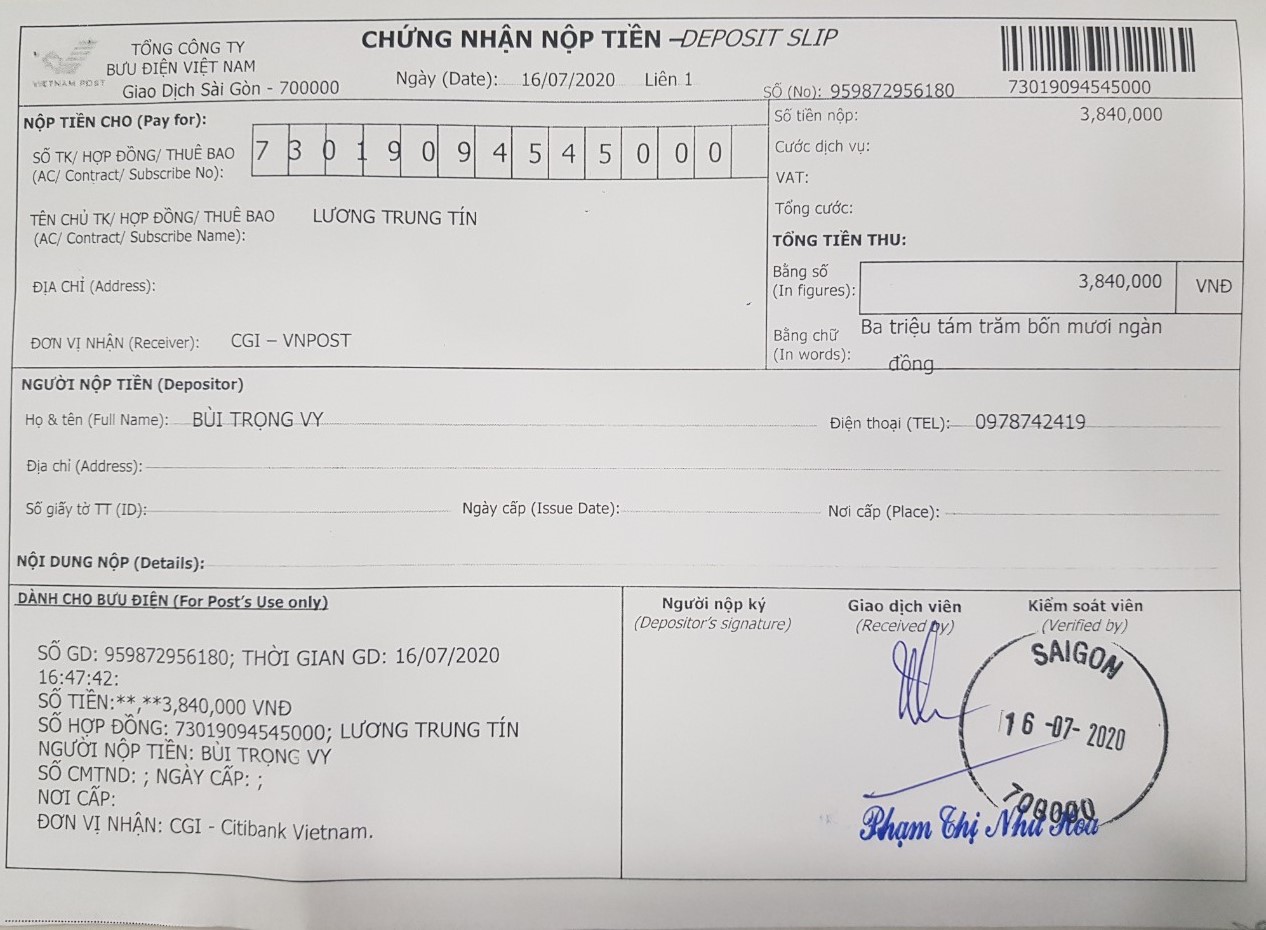 TỔNG CÔNG TY
BƯU ĐIỆN VIỆT NAM
VIETNAM POST
Giao Dịch Sài Gòn - 700000
CHỨNG NHẬN NỘP TIỀN –DEPOSIT SLIP
Ngày (Date): 16/07/2020 Liên 1
SỐ (No): 959872956180
73019094545000
NỘP TIỀN CHO (Pay for):
SỐ TK/ HỢP ĐỒNG/ THUÊ BAO
(AC/ Contract/ Subscribe No):
7 3 0 1 9 0 9 4 5 4 5 0 0 0
TÊN CHỦ TK/ HỢP ĐỒNG/ THUÊ BAO LƯƠNG TRUNG TÍN
(AC/ Contract/ Subscribe Name):
ĐỊA CHỈ (Address):
ĐƠN VỊ NHẬN (Receiver): CGI – VNPOST
Số tiền nộp: 3,840,000
Cước dịch vụ:
VAT:
Tổng cước:
TỔNG TIỀN THU:
Bằng số
(In figures):
3,840,000 VNĐ
Bằng chữ
(In words):
Ba triệu tám trăm bốn mươi ngàn
đồng
NGƯỜI NỘP TIỀN (Depositor)
Họ & tên (Full Name): BÙI TRỌNG VY Điện thoại (TEL): 0978742419
Địa chỉ (Address):
Số giấy tờ TT (ID): Ngày cấp (Issue Date): Nơi cấp (Place):
NỘI DUNG NỘP (Details):
DÀNH CHO BƯU ĐIỆN (For Post's Use only)
SỐ GD: 959872956180; THỜI GIAN GD: 16/07/2020
16:47:42:
SỐ TIỀN:**,**3,840,000 VNĐ
SỐ HỢP ĐỒNG: 73019094545000; LƯƠNG TRUNG TÍN
NGƯỜI NỘP TIỀN: BÙI TRỌNG VY
SỐ CMTND: ; NGÀY CẤP: ;
NƠI CẤP:
ĐƠN VỊ NHẬN: CGI - Citibank Vietnam.
Người nộp ký
(Depositor's signature)
Giao dịch viên
(Received by)
Kiểm soát viên
(Verified by)
SAIGON
16 -07- 2020
700000
Phạm Thị Như Hoa